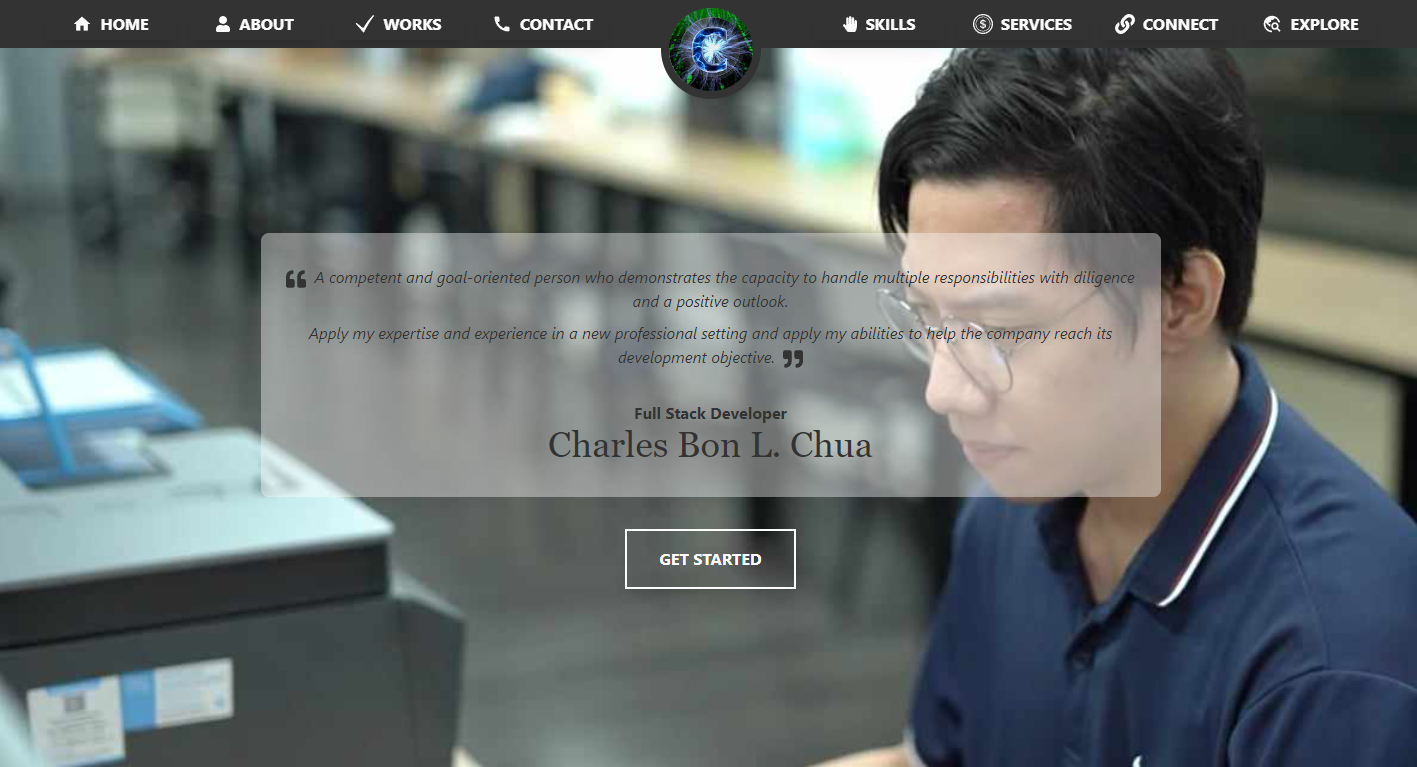 HOME ABOUT WORKS CONTACT C SKILLS SERVICES CONNECT EXPLORE
“ A competent and goal-oriented person who demonstrates the capacity to handle multiple responsibilities with diligence
and a positive outlook.
Apply my expertise and experience in a new professional setting and apply my abilities to help the company reach its
development objective. ”
Full Stack Developer
Charles Bon L. Chua
GET STARTED